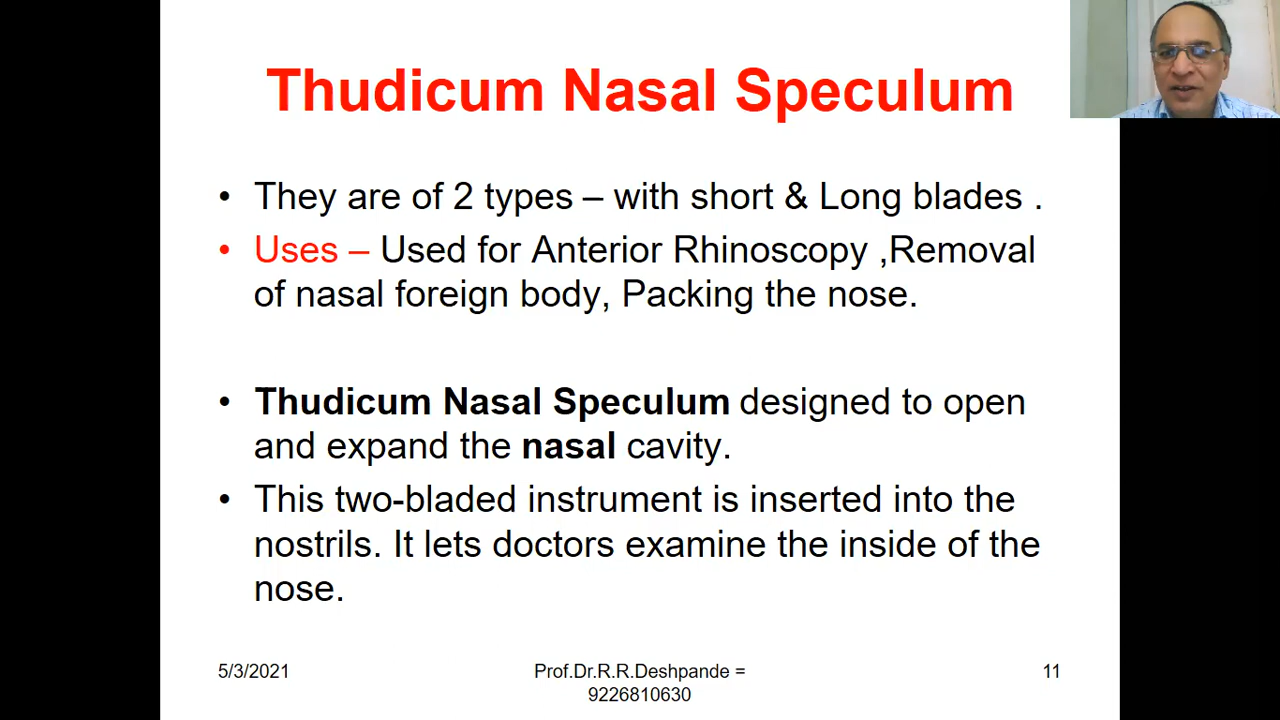 Thudicum Nasal Speculum
• They are of 2 types – with short & Long blades .
• Uses – Used for Anterior Rhinoscopy ,Removal
of nasal foreign body, Packing the nose.
• Thudicum Nasal Speculum designed to open
and expand the nasal cavity.
• This two-bladed instrument is inserted into the
nostrils. It lets doctors examine the inside of the
nose.
5/3/2021
Prof.Dr.R.R.Deshpande =
9226810630
11